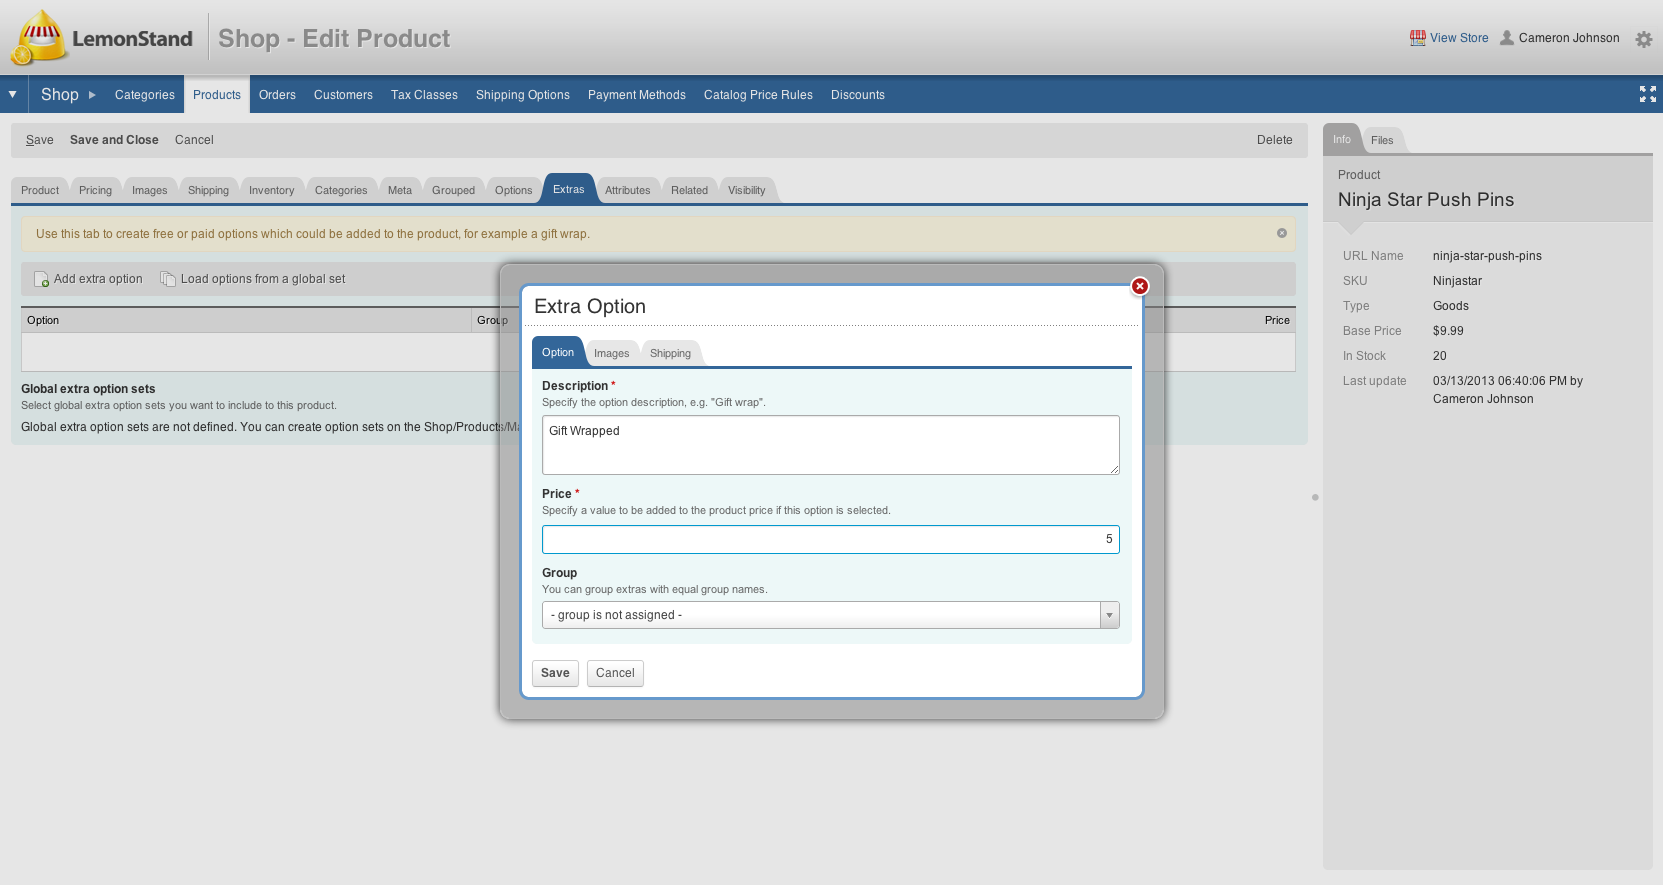 LemonStand
Shop - Edit Product
View Store
Cameron Johnson
Shop
Categories
Products
Orders
Customers
Tax Classes
Shipping Options
Payment Methods
Catalog Price Rules
Discounts
Save
Save and Close
Cancel
Delete
Product
Pricing
Images
Shipping
Inventory
Categories
Meta
Grouped
Options
Extras
Attributes
Related
Visibility
Use this tab to create free or paid options which could be added to the product, for example a gift wrap.
Add extra option
Load options from a global set
Option
Group
Price
Global extra option sets
Select global extra option sets you want to include to this product.
Global extra option sets are not defined. You can create option sets on the Shop/Products/Ma
Extra Option
Option
Images
Shipping
Description *
Specify the option description, e.g. "Gift wrap".
Gift Wrapped
Price *
Specify a value to be added to the product price if this option is selected.
5
Group
You can group extras with equal group names.
- group is not assigned -
Save
Cancel
Info
Files
Product
Ninja Star Push Pins
URL Name ninja-star-push-pins
SKU Ninjastar
Type Goods
Base Price $9.99
In Stock 20
Last update 03/13/2013 06:40:06 PM by
Cameron Johnson